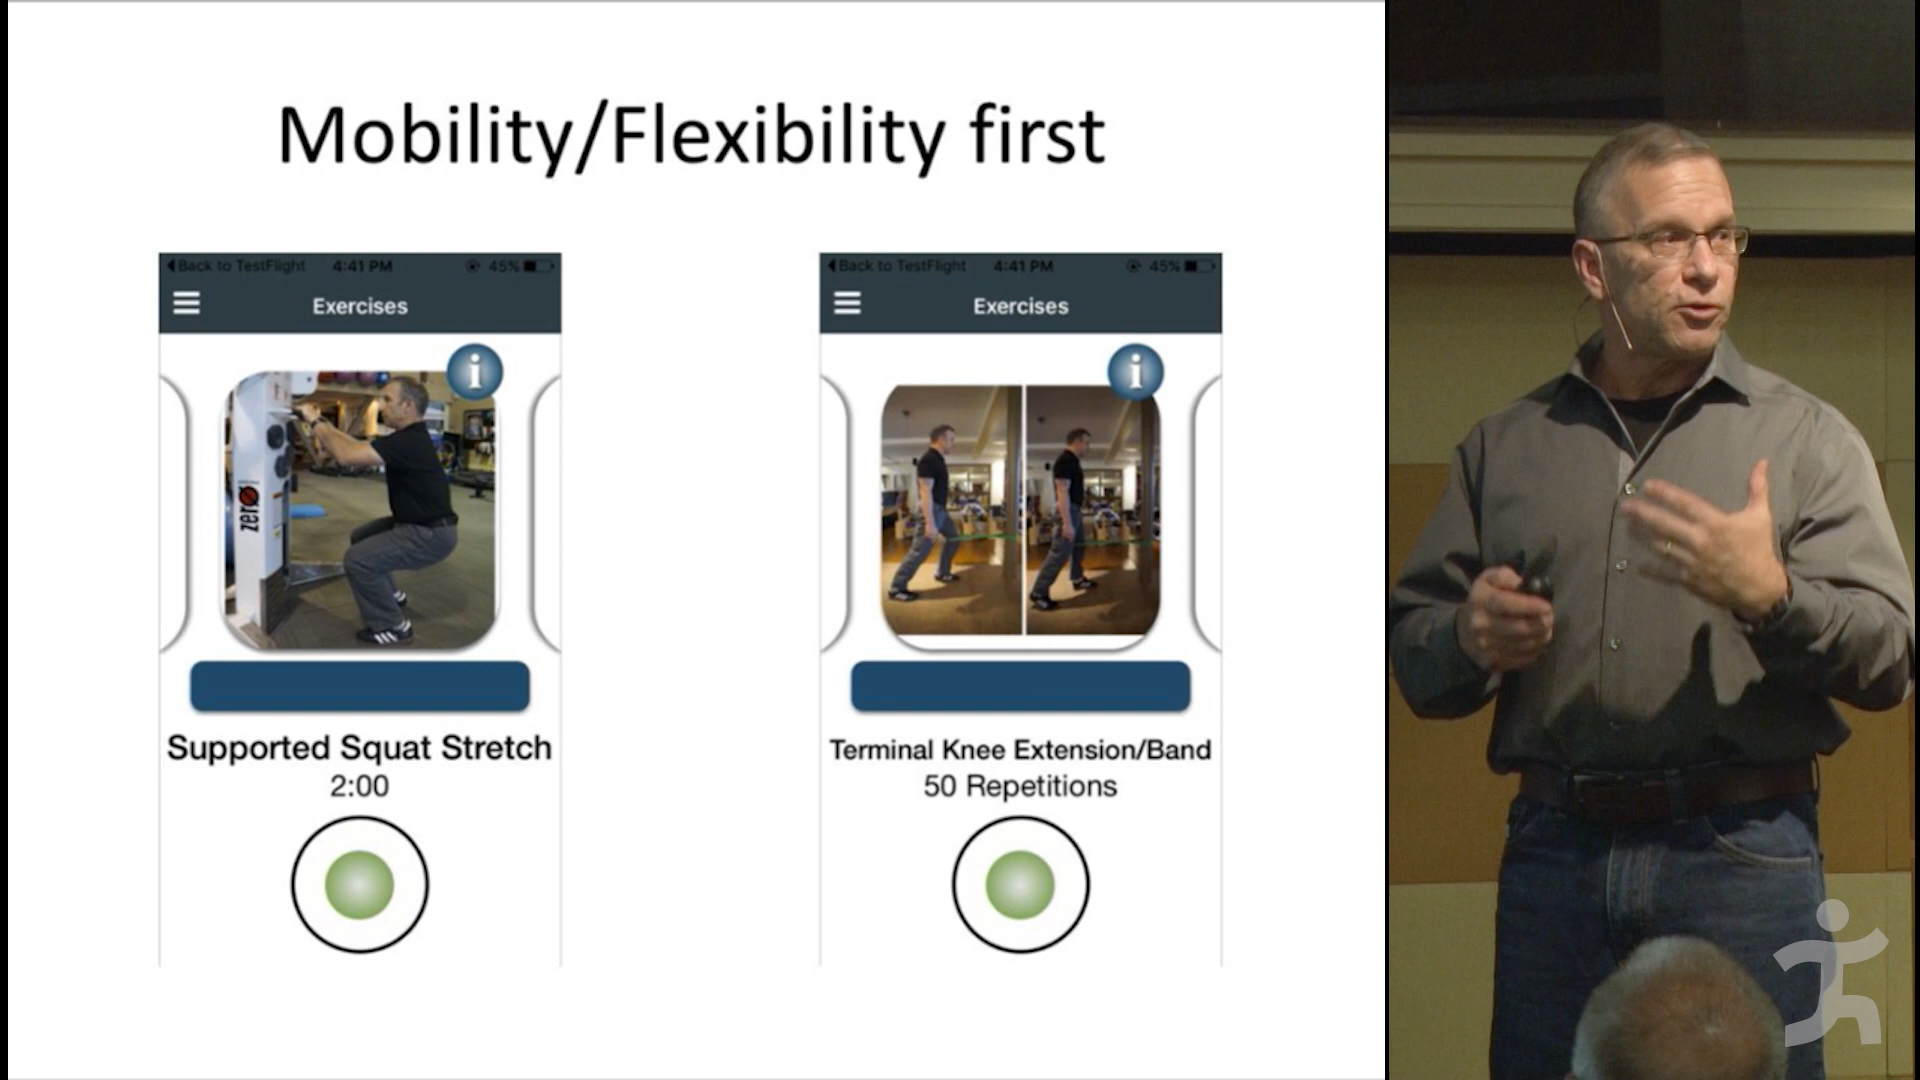 Mobility/Flexibility first
Back to TestFlight 4:41 PM 45%
Exercises
i
zerO
Supported Squat Stretch
2:00
Back to TestFlight 4:41 PM 45%
Exercises
i
Terminal Knee Extension/Band
50 Repetitions